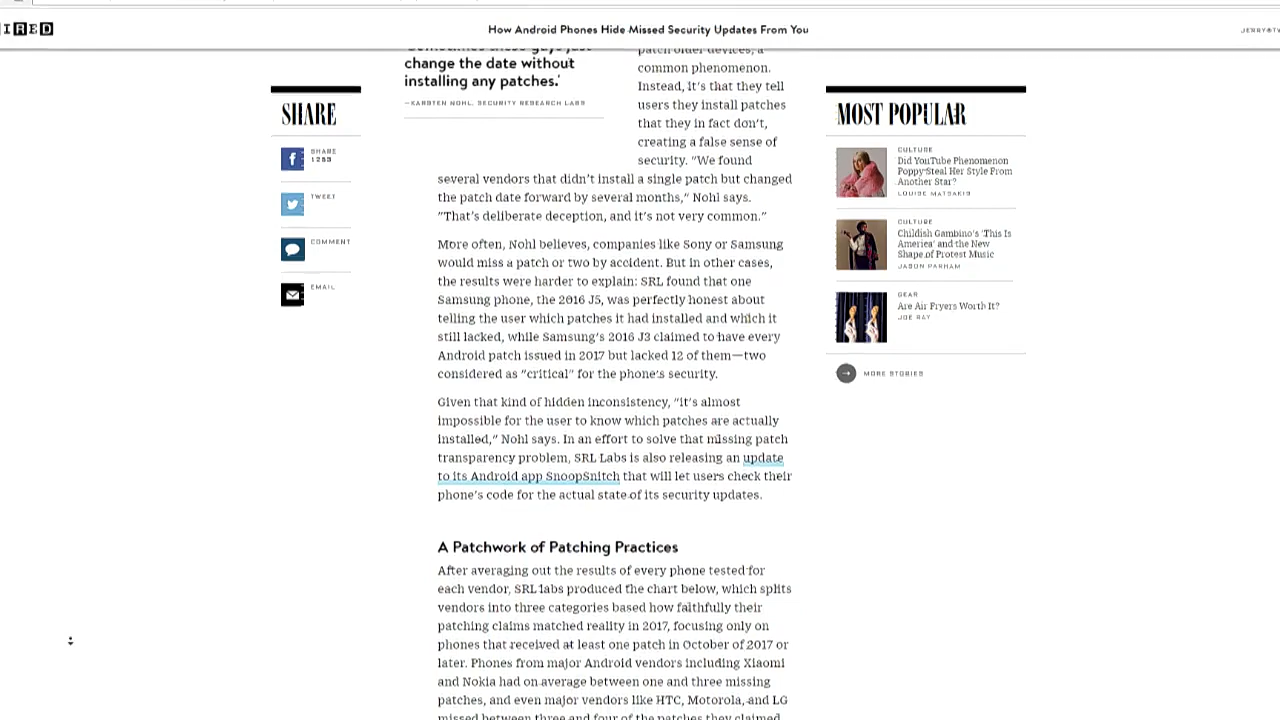 WIRED
How Android Phones Hide Missed Security Updates From You
change the date without
installing any patches.'
—KARSTEN NOHL, SECURITY RESEARCH LABS
patch older devices, a
common phenomenon.
Instead, it's that they tell
users they install patches
that they in fact don't,
creating a false sense of
security. "We found
several vendors that didn't install a single patch but changed
the patch date forward by several months," Nohl says.
"That's deliberate deception, and it's not very common."
More often, Nohl believes, companies like Sony or Samsung
would miss a patch or two by accident. But in other cases,
the results were harder to explain: SRL found that one
Samsung phone, the 2016 J5, was perfectly honest about
telling the user which patches it had installed and which it
still lacked, while Samsung's 2016 J3 claimed to have every
Android patch issued in 2017 but lacked 12 of them—two
considered as "critical" for the phone's security.
Given that kind of hidden inconsistency, "it's almost
impossible for the user to know which patches are actually
installed," Nohl says. In an effort to solve that missing patch
transparency problem, SRL Labs is also releasing an update
to its Android app SnoopSnitch that will let users check their
phone's code for the actual state of its security updates.
A Patchwork of Patching Practices
After averaging out the results of every phone tested for
each vendor, SRL labs produced the chart below, which splits
vendors into three categories based how faithfully their
patching claims matched reality in 2017, focusing only on
phones that received at least one patch in October of 2017 or
later. Phones from major Android vendors including Xiaomi
and Nokia had on average between one and three missing
patches, and even major vendors like HTC, Motorola, and LG
missed between three and four of the patches they claimed
SHARE
SHARE
TWEET
COMMENT
EMAIL
MOST POPULAR
CULTURE
Did YouTube Phenomenon
Poppy Steal Her Style From
Another Star?
LOUISE MATSAKIS
CULTURE
Childish Gambino's 'This Is
America' and the New
Shape of Protest Music
JASON PARHAM
GEAR
Are Air Fryers Worth It?
JOE RAY
MORE STORIES